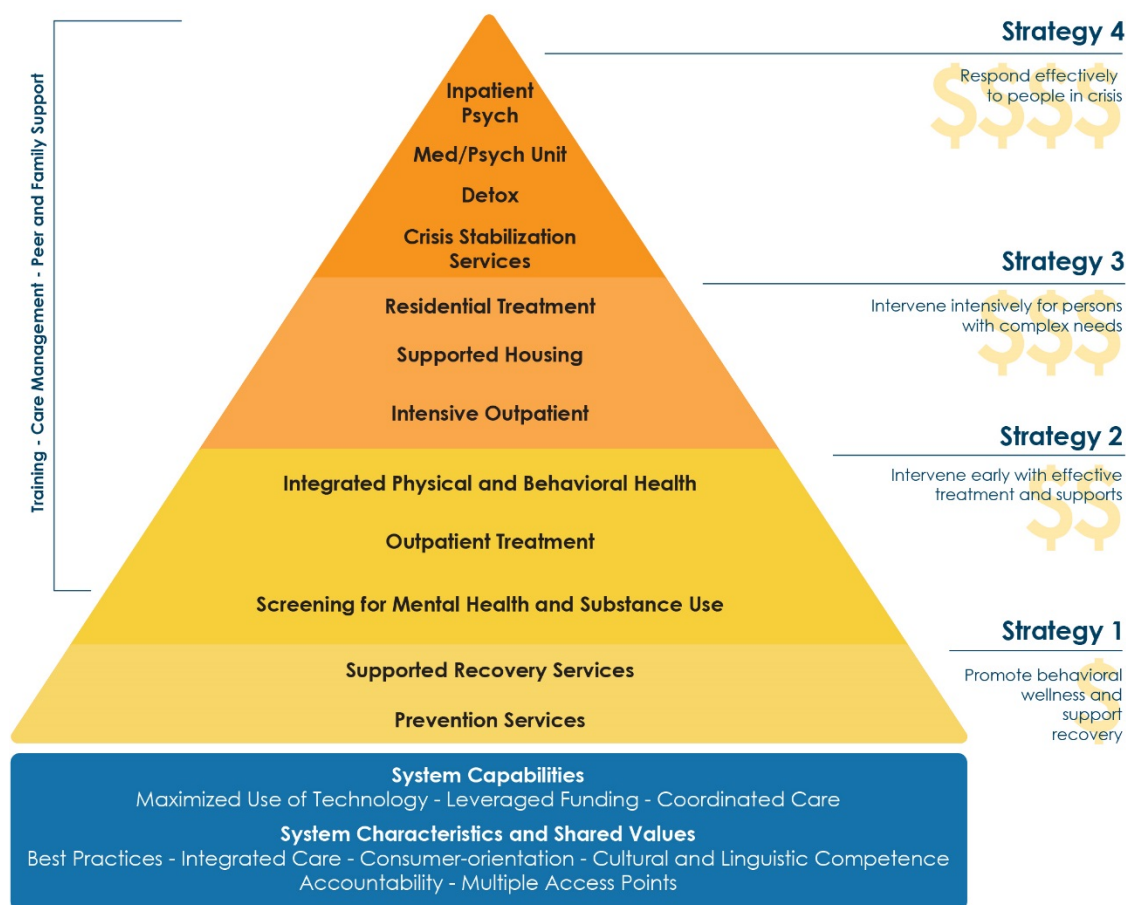 Training - Care Management - Peer and Family Support
Inpatient
Psych
Med/Psych Unit
Detox
Crisis Stabilization
Services
Residential Treatment
Supported Housing
Intensive Outpatient
Integrated Physical and Behavioral Health
Outpatient Treatment
Screening for Mental Health and Substance Use
Supported Recovery Services
Prevention Services
Strategy 4
$$$$
Respond effectively
to people in crisis
Strategy 3
$$$
Intervene intensively for persons
with complex needs
Strategy 2
$$
Intervene early with effective
treatment and supports
Strategy 1
$
Promote behavioral
wellness and
support
recovery
System Capabilities
Maximized Use of Technology - Leveraged Funding - Coordinated Care
System Characteristics and Shared Values
Best Practices - Integrated Care - Consumer-orientation - Cultural and Linguistic Competence
Accountability - Multiple Access Points